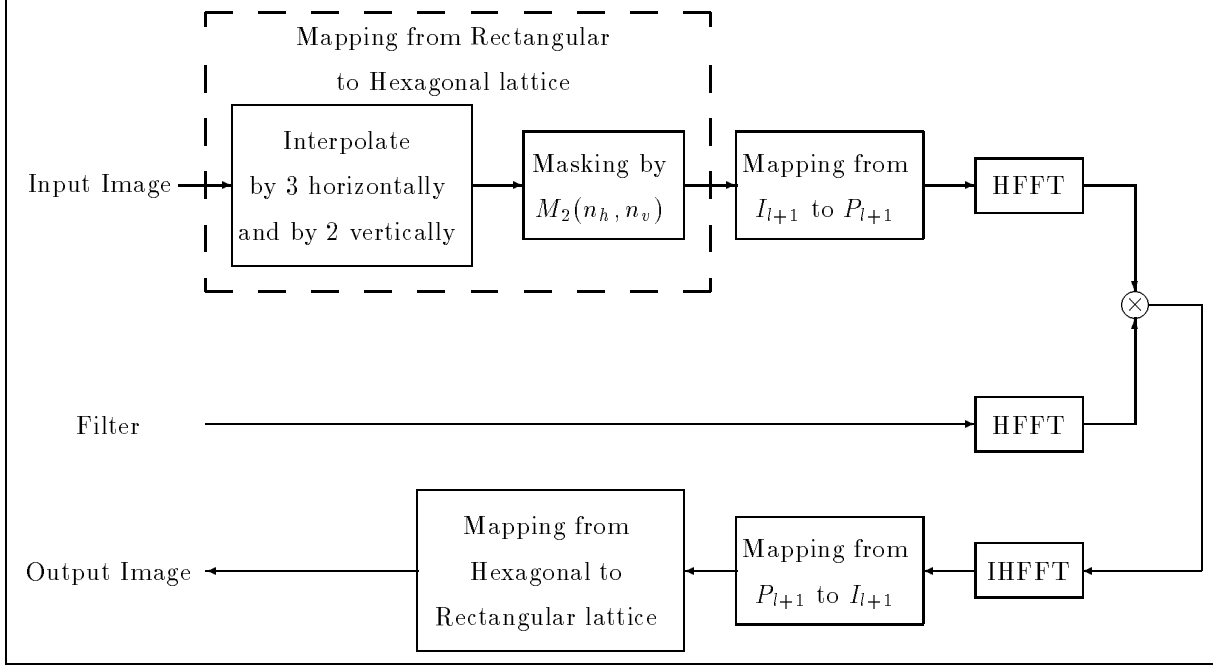 Mapping from Rectangular
to Hexagonal lattice
Input Image
Interpolate
by 3 horizontally
and by 2 vertically
Masking by
M₂(nₕ, nᵥ)
Mapping from
Iₗ₊₁ to Pₗ₊₁
HFFT
⊗
Filter
HFFT
Output Image
Mapping from
Hexagonal to
Rectangular lattice
Mapping from
Pₗ₊₁ to Iₗ₊₁
IHFFT